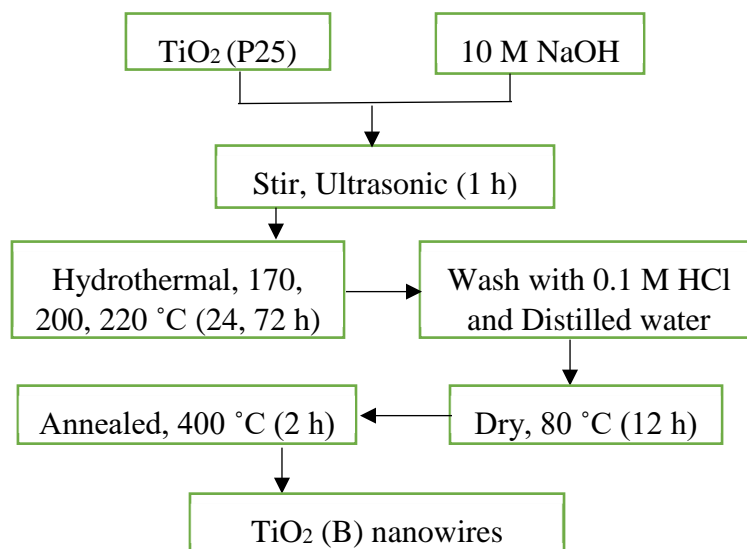 TiO₂ (P25)
10 M NaOH
Stir, Ultrasonic (1 h)
Hydrothermal, 170,
200, 220 ˚C (24, 72 h)
Wash with 0.1 M HCl
and Distilled water
Dry, 80 ˚C (12 h)
Annealed, 400 ˚C (2 h)
TiO₂ (B) nanowires